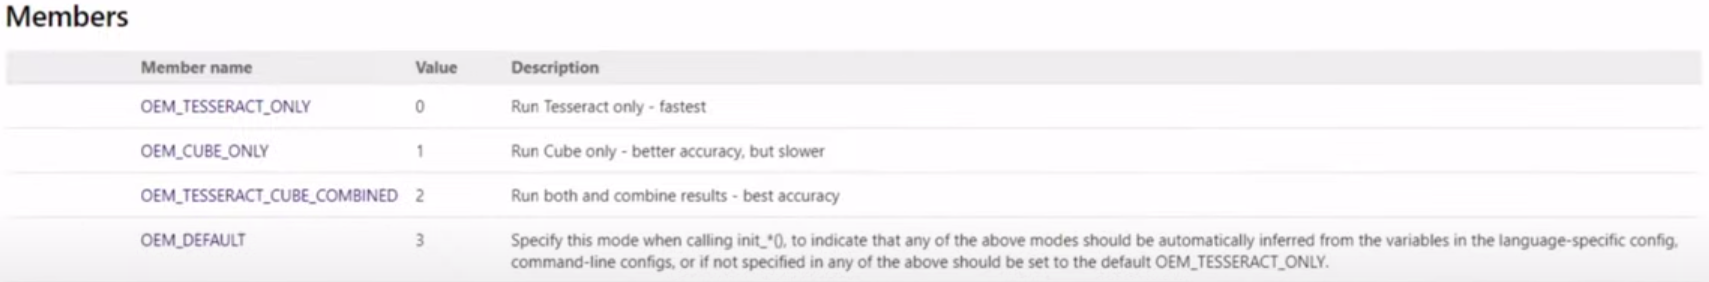 Members
Member name Value Description
OEM_TESSERACT_ONLY 0 Run Tesseract only - fastest
OEM_CUBE_ONLY 1 Run Cube only - better accuracy, but slower
OEM_TESSERACT_CUBE_COMBINED 2 Run both and combine results - best accuracy
OEM_DEFAULT 3 Specify this mode when calling init_*(), to indicate that any of the above modes should be automatically inferred from the variables in the language-specific config,
command-line configs, or if not specified in any of the above should be set to the default OEM_TESSERACT_ONLY.